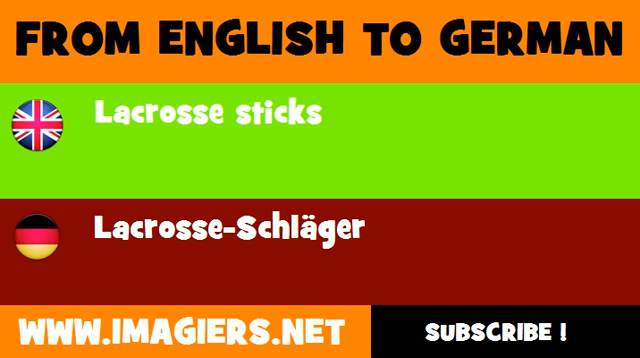 FROM ENGLISH TO GERMAN
Lacrosse sticks
Lacrosse-Schläger
WWW.IMAGIERS.NET
SUBSCRIBE !